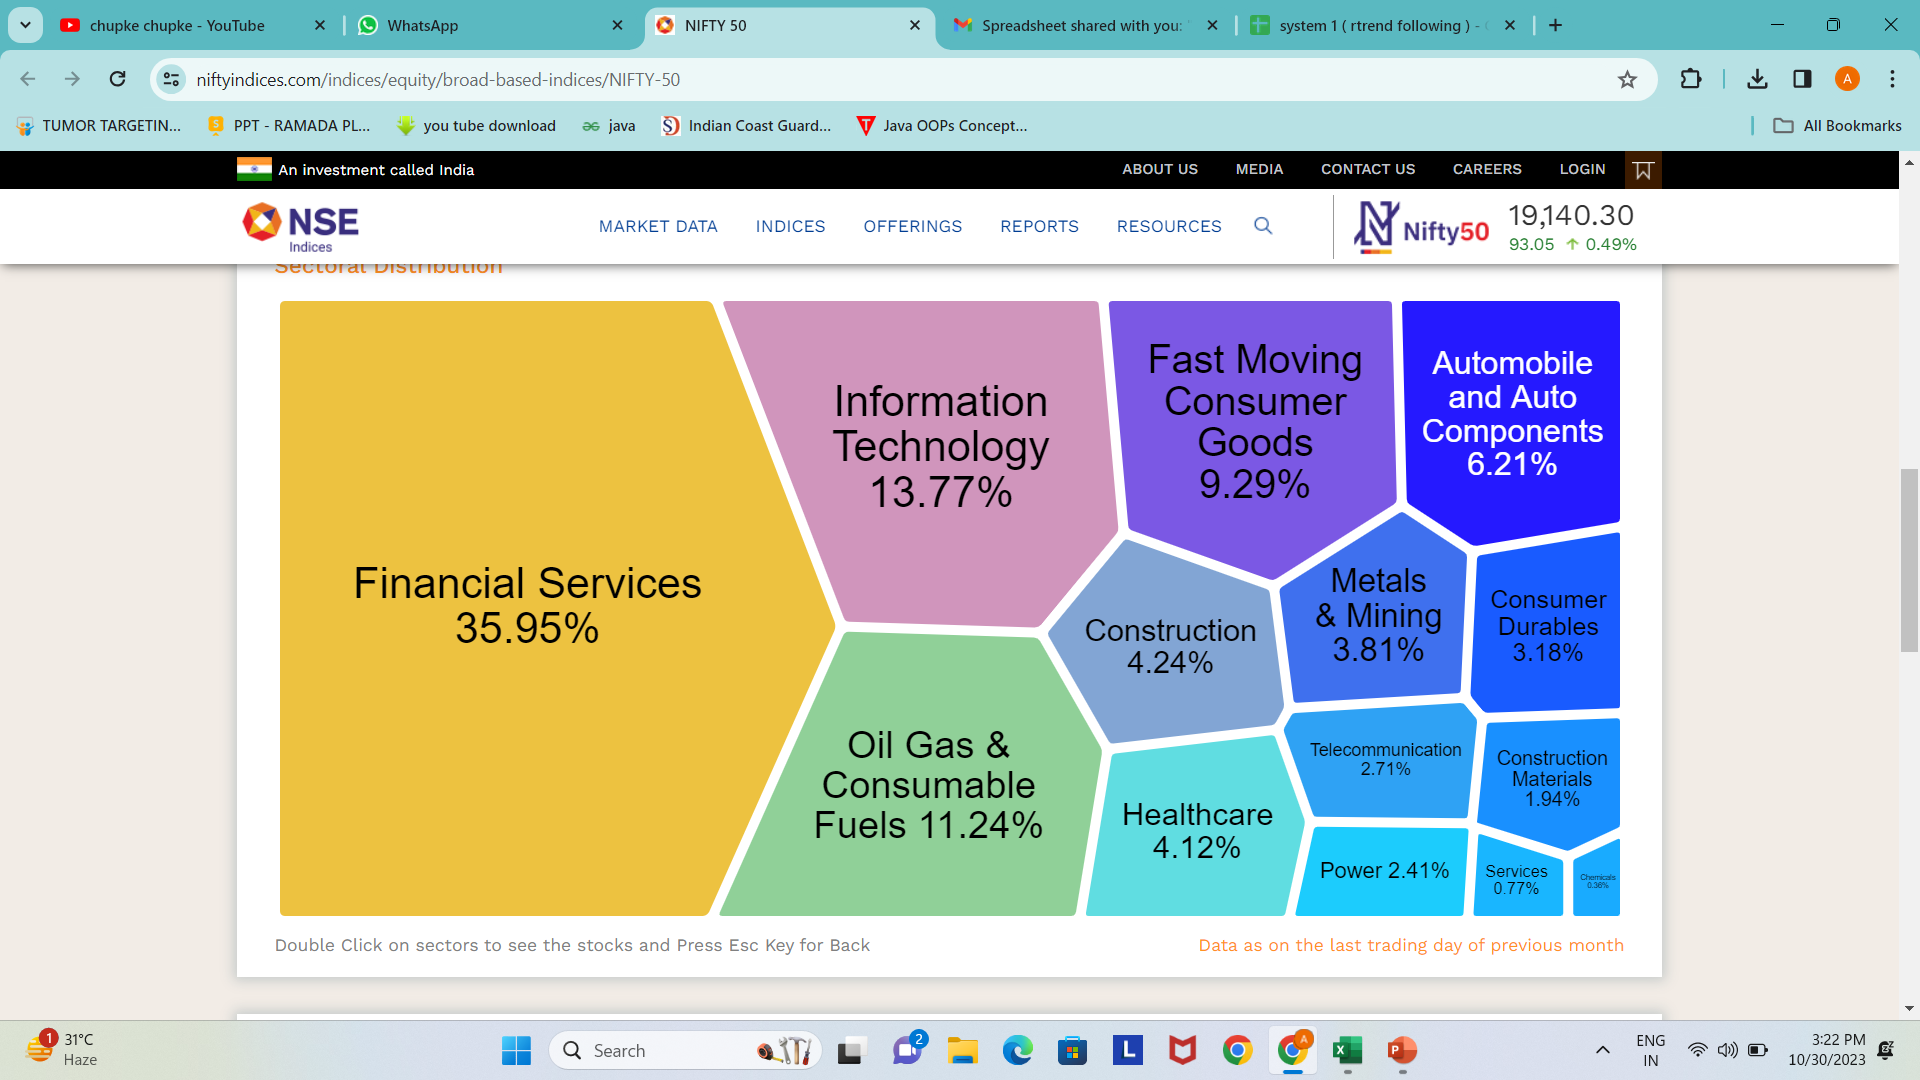 chupke chupke - YouTube
WhatsApp
NIFTY 50
Spreadsheet shared with you:
system 1 ( rtrend following ) -
niftyindices.com/indices/equity/broad-based-indices/NIFTY-50
A
TUMOR TARGETIN...
PPT - RAMADA PL...
you tube download
java
Indian Coast Guard...
Java OOPs Concept...
All Bookmarks
An investment called India
ABOUT US
MEDIA
CONTACT US
CAREERS
LOGIN
NSE
Indices
MARKET DATA
INDICES
OFFERINGS
REPORTS
RESOURCES
Nifty50
19,140.30
93.05 ↑ 0.49%
Sectoral Distribution
Financial Services
35.95%
Information
Technology
13.77%
Fast Moving
Consumer
Goods
9.29%
Automobile
and Auto
Components
6.21%
Oil Gas &
Consumable
Fuels 11.24%
Construction
4.24%
Metals
& Mining
3.81%
Consumer
Durables
3.18%
Healthcare
4.12%
Telecommunication
2.71%
Construction
Materials
1.94%
Power 2.41%
Services
0.77%
Chemicals
0.36%
Double Click on sectors to see the stocks and Press Esc Key for Back
Data as on the last trading day of previous month
1
31°C
Haze
Search
2
L
A
X
P
ENG
IN
3:22 PM
10/30/2023